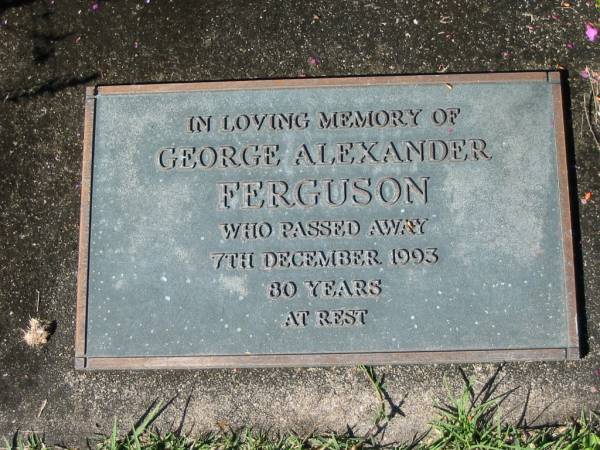 IN LOVING MEMORY OF
GEORGE ALEXANDER
FERGUSON
WHO PASSED AWAY
7TH DECEMBER 1993
80 YEARS
AT REST